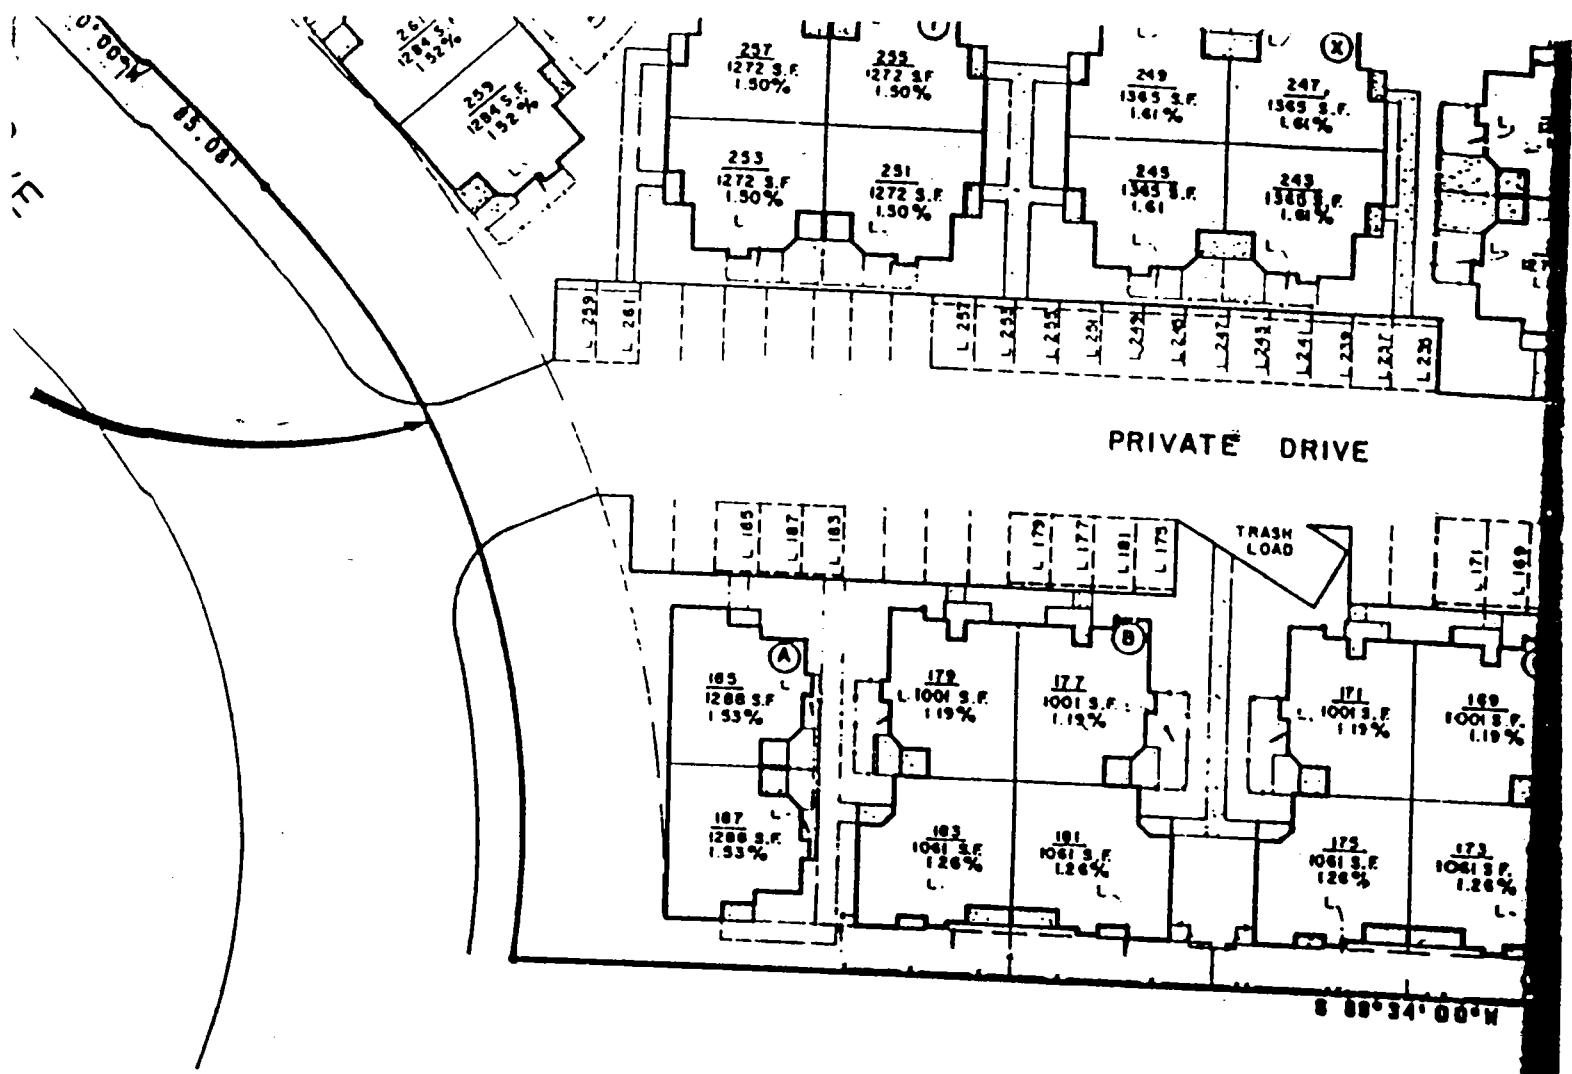 261
1284 S.F.
1.52%
259
1284 S.F.
1.52%
85.08'
257
1272 S.F.
1.50%
255
1272 S.F.
1.50%
253
1272 S.F.
1.50%
251
1272 S.F.
1.50%
249
1365 S.F.
1.61%
247
1365 S.F.
1.61%
X
245
1365 S.F.
1.61
243
1360 S.F.
1.61%
L 259
L 261
L 257
L 253
L 255
L 251
L 249
L 245
L 247
L 243
L 241
L 239
L 237
L 235
PRIVATE DRIVE
L 185
L 187
L 183
L 179
L 177
L 181
L 175
TRASH
LOAD
L 171
L 169
A
B
185
1288 S.F.
1.53%
187
1288 S.F.
1.53%
179
L 1001 S.F.
1.19%
177
1001 S.F.
1.19%
183
1061 S.F.
1.26%
181
1061 S.F.
1.26%
171
1001 S.F.
1.19%
169
1001 S.F.
1.19%
175
1061 S.F.
1.26%
173
1061 S.F.
1.26%
S 89°34'00"W